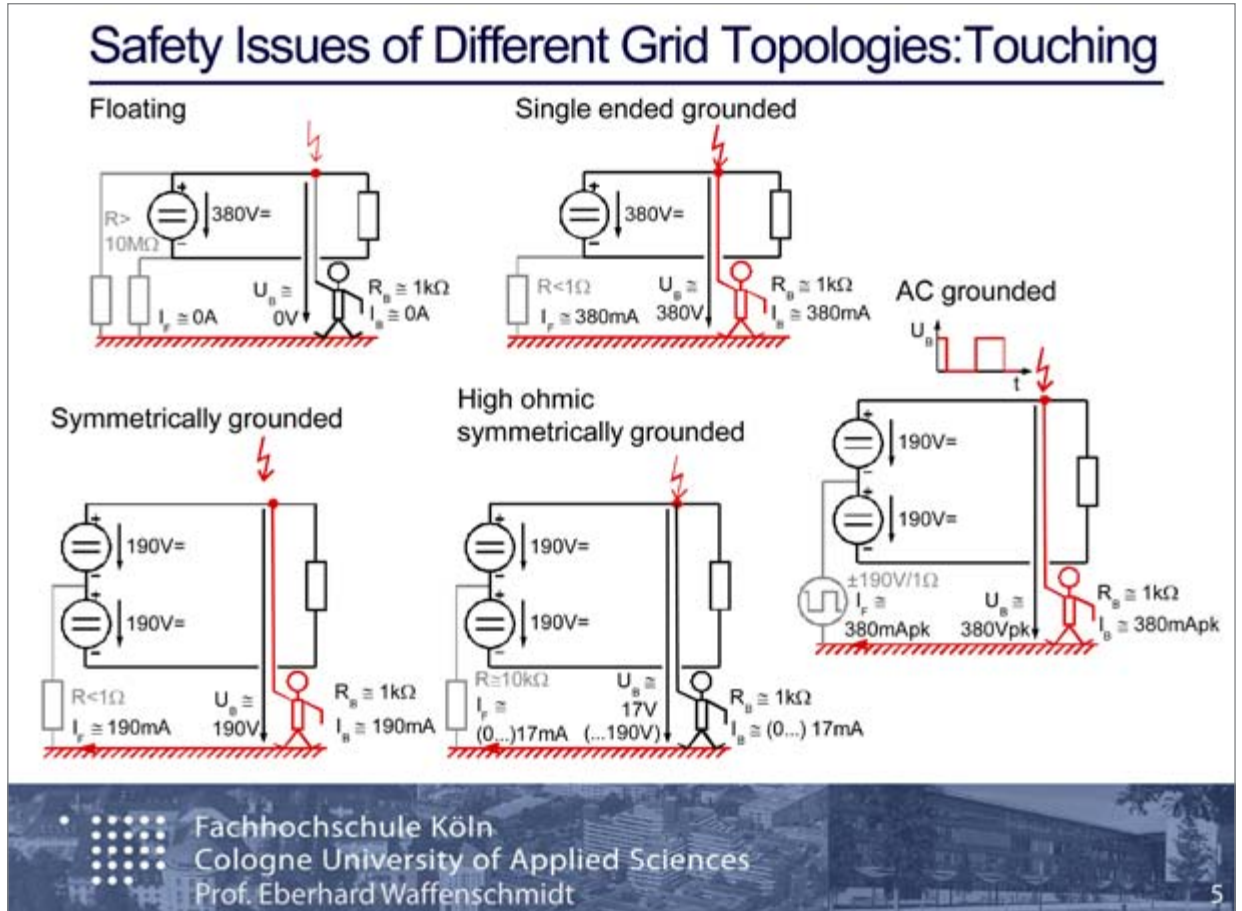 Safety Issues of Different Grid Topologies:Touching
Floating
R>
10MΩ
+
380V=
−
I_F ≅ 0A
U_B ≅
0V
R_B ≅ 1kΩ
I_B ≅ 0A
Single ended grounded
+
380V=
−
R<1Ω
I_F ≅ 380mA
U_B ≅
380V
R_B ≅ 1kΩ
I_B ≅ 380mA
AC grounded
U_B
t
+
190V=
−
+
190V=
−
±190V/1Ω
I_F ≅
380mApk
U_B ≅
380Vpk
R_B ≅ 1kΩ
I_B ≅ 380mApk
Symmetrically grounded
+
190V=
−
+
190V=
−
R<1Ω
I_F ≅ 190mA
U_B ≅
190V
R_B ≅ 1kΩ
I_B ≅ 190mA
High ohmic
symmetrically grounded
+
190V=
−
+
190V=
−
R≅10kΩ
I_F ≅
(0...)17mA
U_B ≅
17V
(...190V)
R_B ≅ 1kΩ
I_B ≅ (0...) 17mA
Fachhochschule Köln
Cologne University of Applied Sciences
Prof. Eberhard Waffenschmidt
5